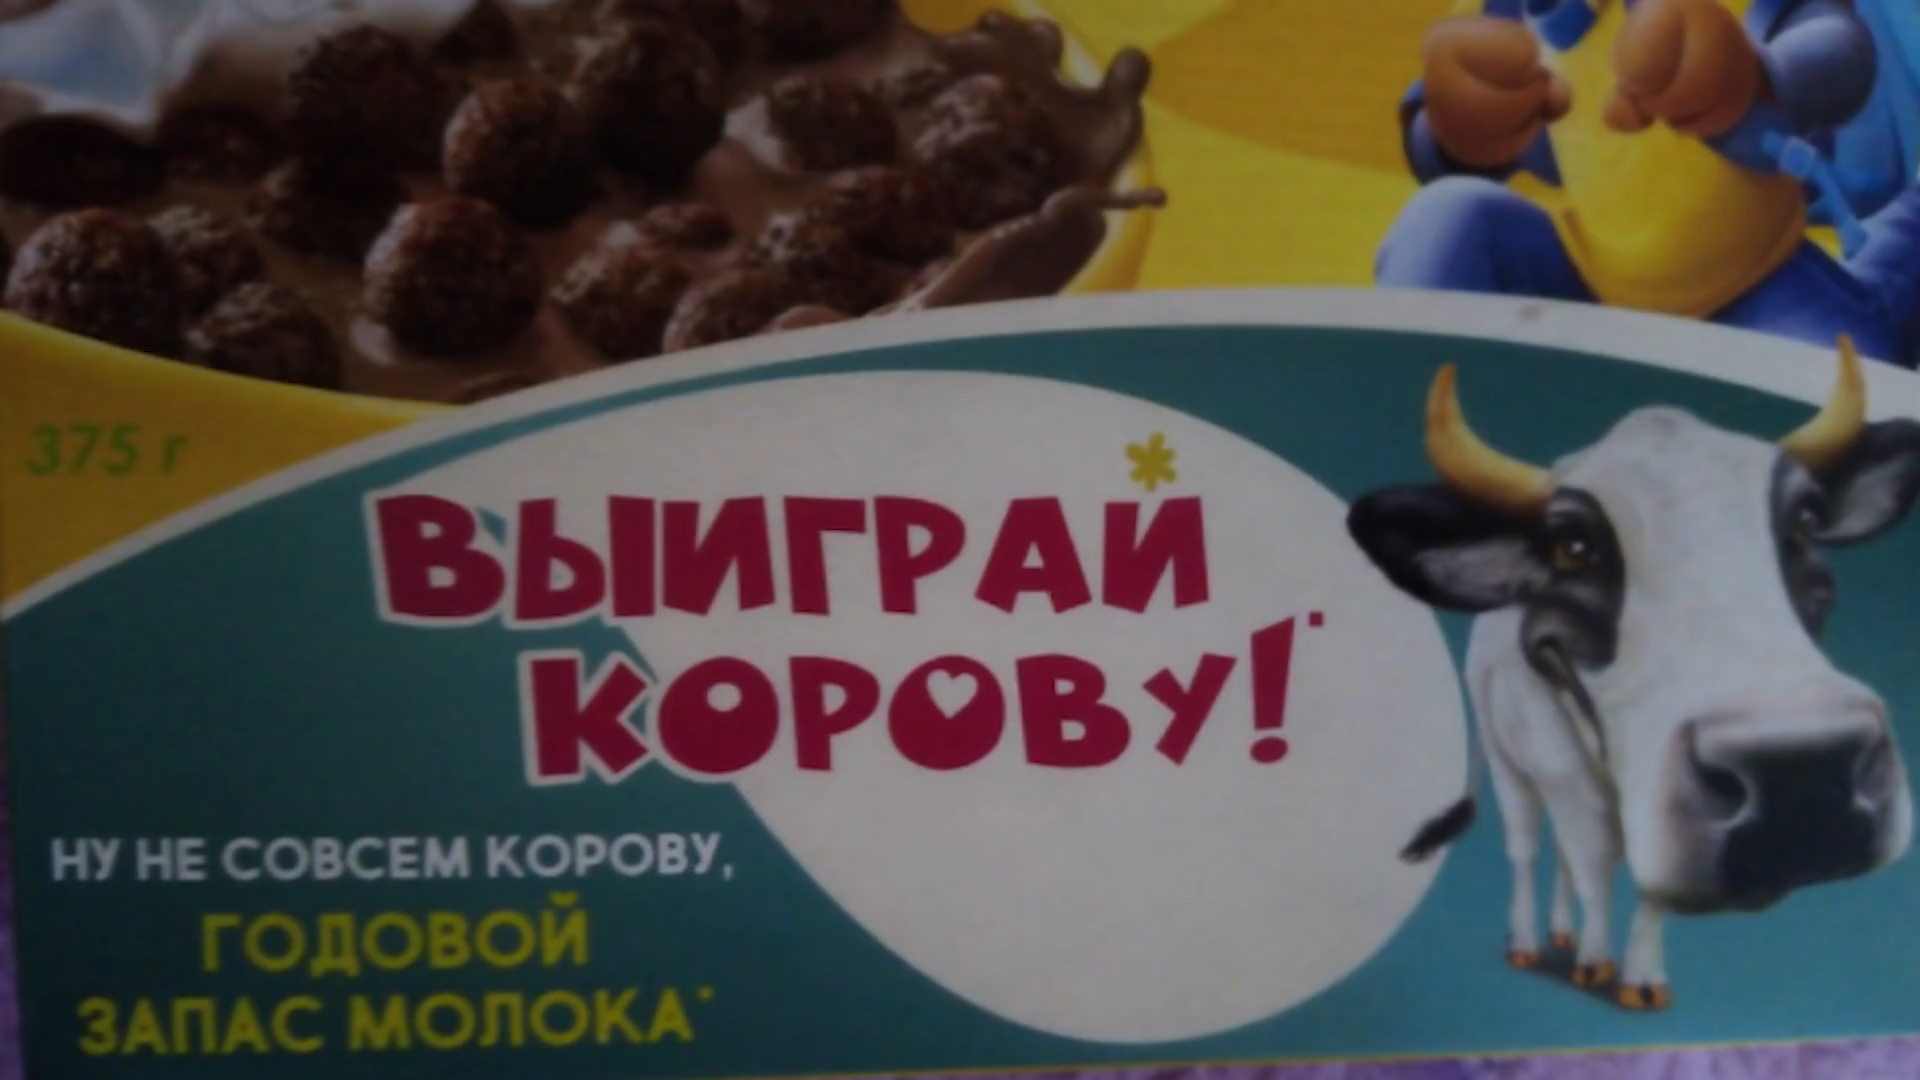 375 г
ВЫИГРАЙ
КОРОВУ!*
НУ НЕ СОВСЕМ КОРОВУ,
ГОДОВОЙ
ЗАПАС МОЛОКА*